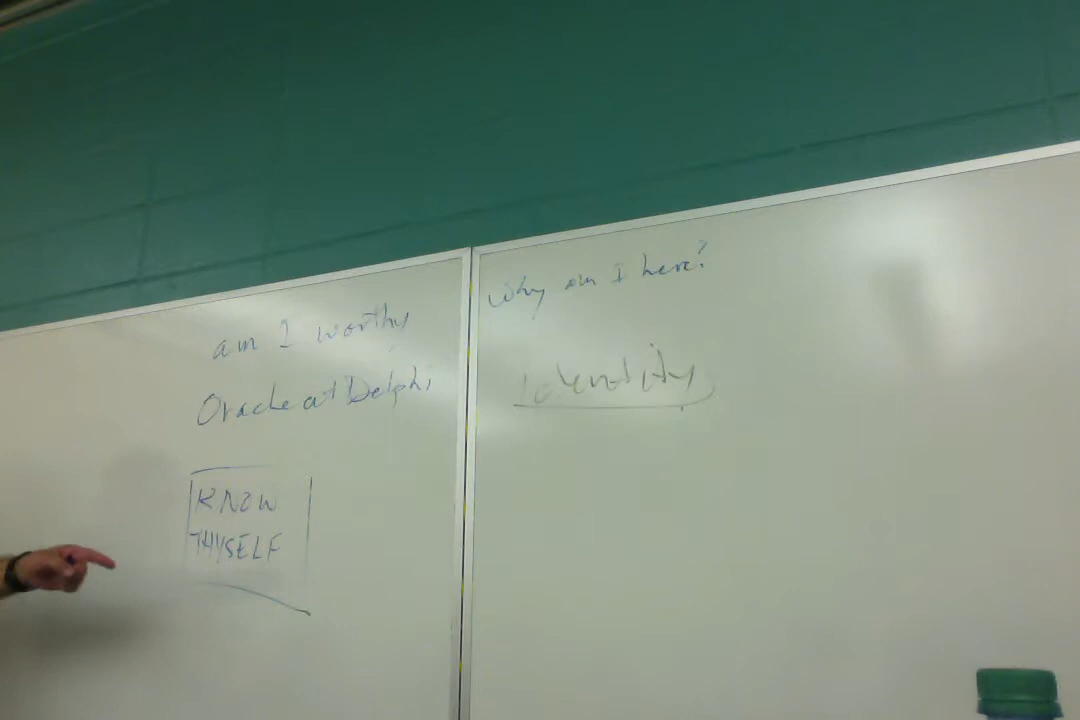 am I worthy
Oracle at Delphi
KNOW
THYSELF
Why am I here?
Identity